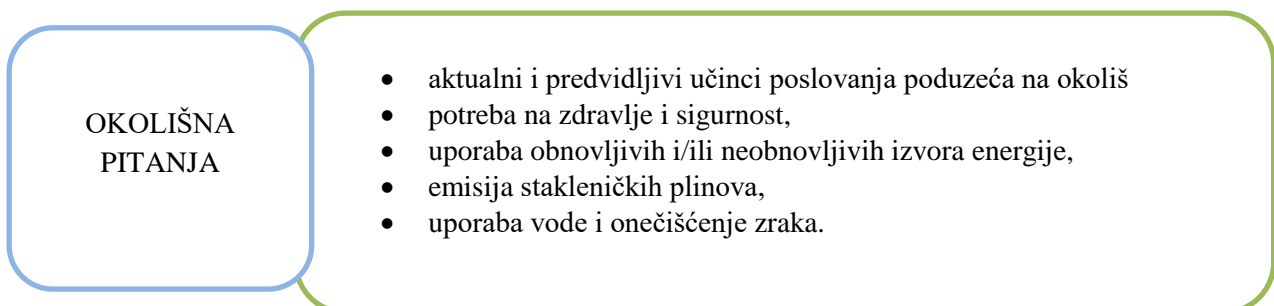 OKOLIŠNA
PITANJA
• aktualni i predvidljivi učinci poslovanja poduzeća na okoliš
• potreba na zdravlje i sigurnost,
• uporaba obnovljivih i/ili neobnovljivih izvora energije,
• emisija stakleničkih plinova,
• uporaba vode i onečišćenje zraka.